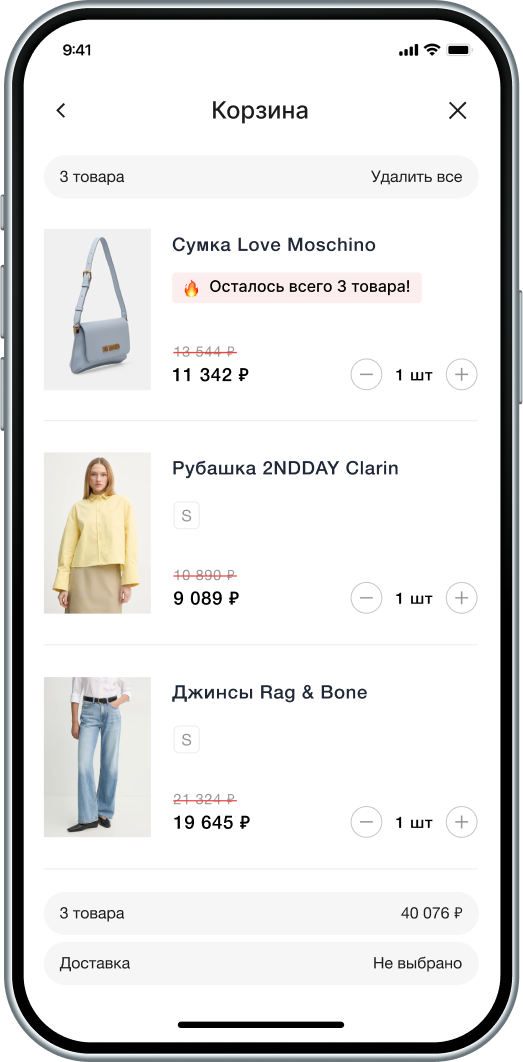 9:41
Корзина
3 товара
Удалить все
Сумка Love Moschino
🔥 Осталось всего 3 товара!
13 544 ₽
11 342 ₽
1 шт
Рубашка 2NDDAY Clarin
S
10 890 ₽
9 089 ₽
1 шт
Джинсы Rag & Bone
S
21 324 ₽
19 645 ₽
1 шт
3 товара
40 076 ₽
Доставка
Не выбрано